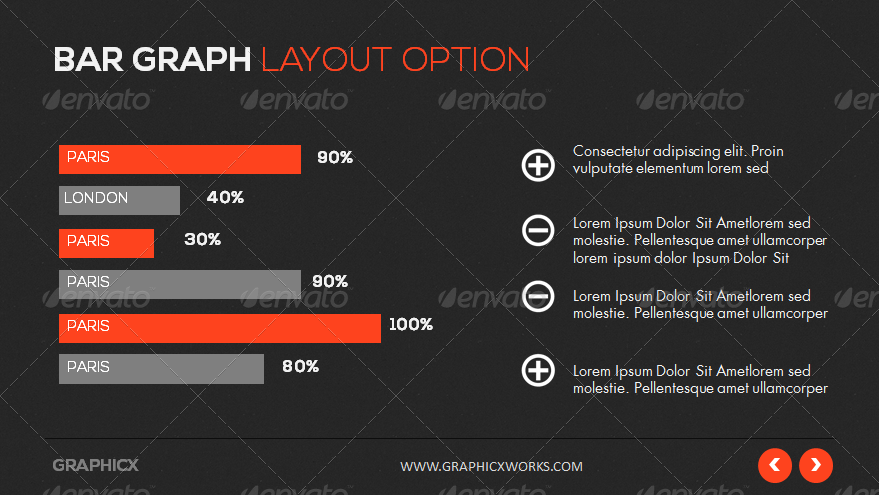 BAR GRAPH LAYOUT OPTION
envato envato envato envato
PARIS 90%
LONDON 40%
PARIS 30%
PARIS 90%
PARIS 100%
PARIS 80%
Consectetur adipiscing elit. Proin
vulputate elementum lorem sed
Lorem Ipsum Dolor Sit Ametlorem sed
molestie. Pellentesque amet ullamcorper
lorem ipsum dolor Ipsum Dolor Sit
Lorem Ipsum Dolor Sit Ametlorem sed
molestie. Pellentesque amet ullamcorper
envato envato envato envato
Lorem Ipsum Dolor Sit Ametlorem sed
molestie. Pellentesque amet ullamcorper
GRAPHICX WWW.GRAPHICXWORKS.COM